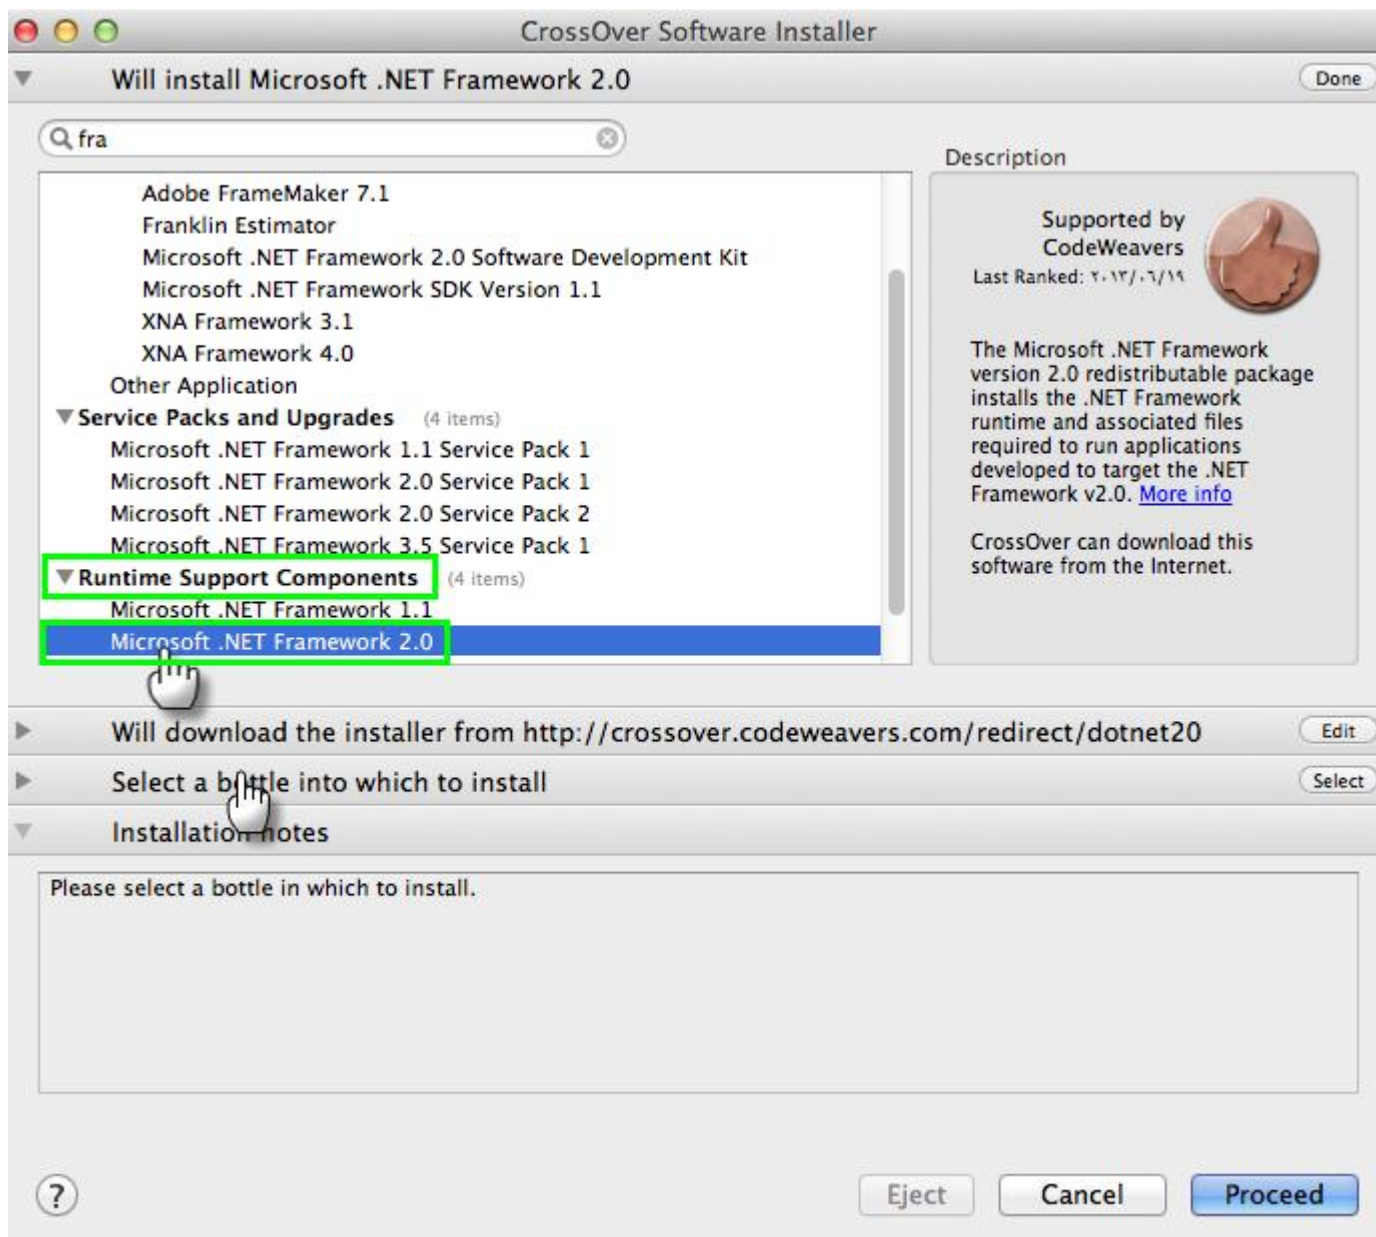 CrossOver Software Installer
Will install Microsoft .NET Framework 2.0
Done
fra
Adobe FrameMaker 7.1
Franklin Estimator
Microsoft .NET Framework 2.0 Software Development Kit
Microsoft .NET Framework SDK Version 1.1
XNA Framework 3.1
XNA Framework 4.0
Other Application
Service Packs and Upgrades (4 items)
Microsoft .NET Framework 1.1 Service Pack 1
Microsoft .NET Framework 2.0 Service Pack 1
Microsoft .NET Framework 2.0 Service Pack 2
Microsoft .NET Framework 3.5 Service Pack 1
Runtime Support Components (4 items)
Microsoft .NET Framework 1.1
Microsoft .NET Framework 2.0
Description
Supported by
CodeWeavers
Last Ranked: ٢٠١٣/٠٦/١٩
The Microsoft .NET Framework
version 2.0 redistributable package
installs the .NET Framework
runtime and associated files
required to run applications
developed to target the .NET
Framework v2.0. More info
CrossOver can download this
software from the Internet.
Will download the installer from http://crossover.codeweavers.com/redirect/dotnet20
Edit
Select a bottle into which to install
Select
Installation notes
Please select a bottle in which to install.
?
Eject
Cancel
Proceed